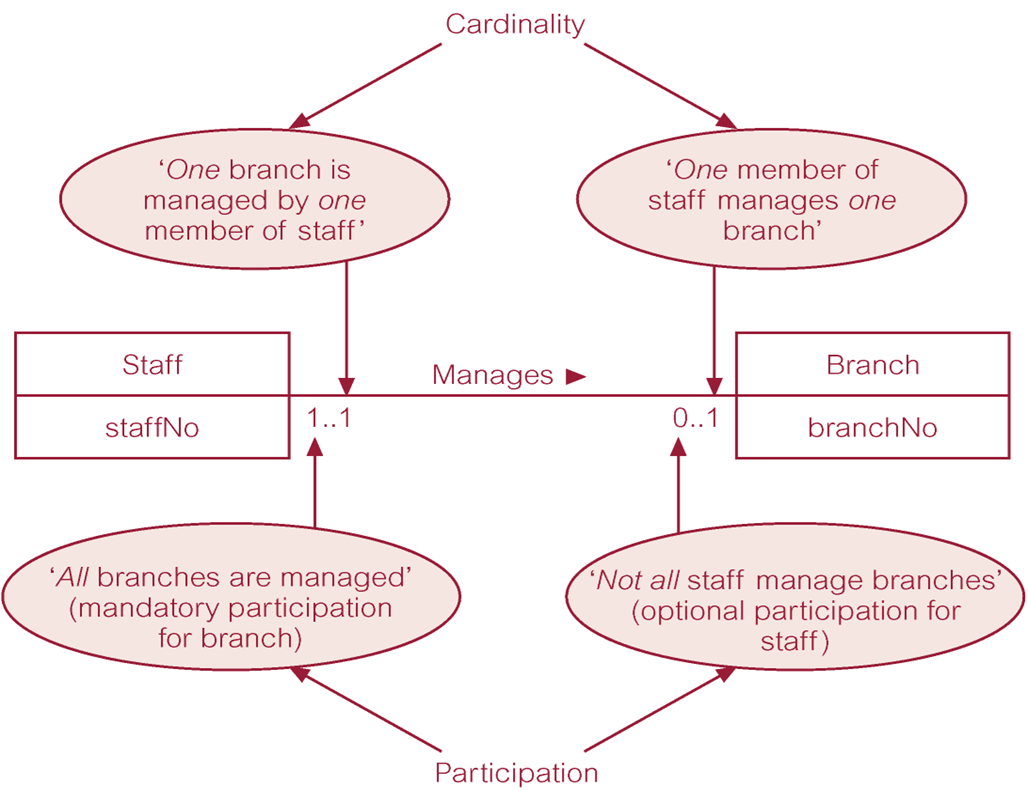 Cardinality
‘One branch is
managed by one
member of staff’
‘One member of
staff manages one
branch’
Staff
staffNo
Manages ►
1..1
0..1
Branch
branchNo
‘All branches are managed’
(mandatory participation
for branch)
‘Not all staff manage branches’
(optional participation for
staff)
Participation